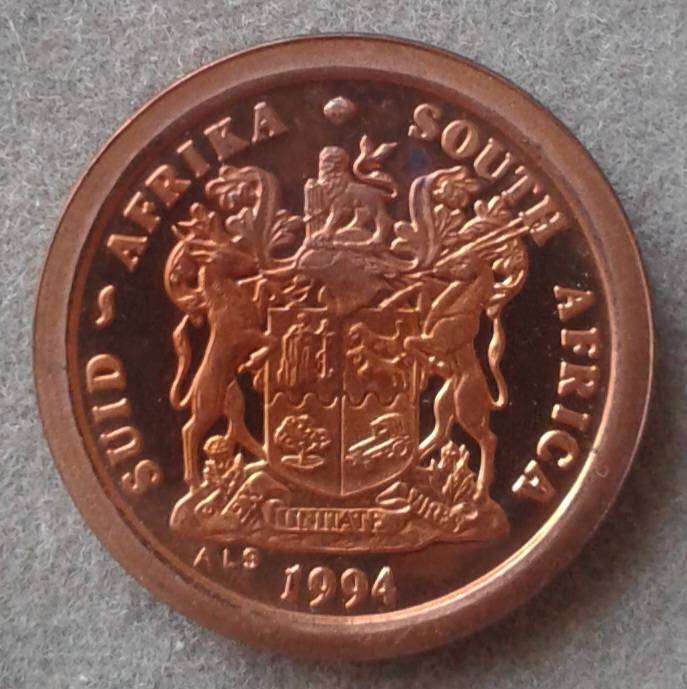 SUID - AFRIKA • SOUTH AFRICA
EX UNITATE VIRES
ALS
1994